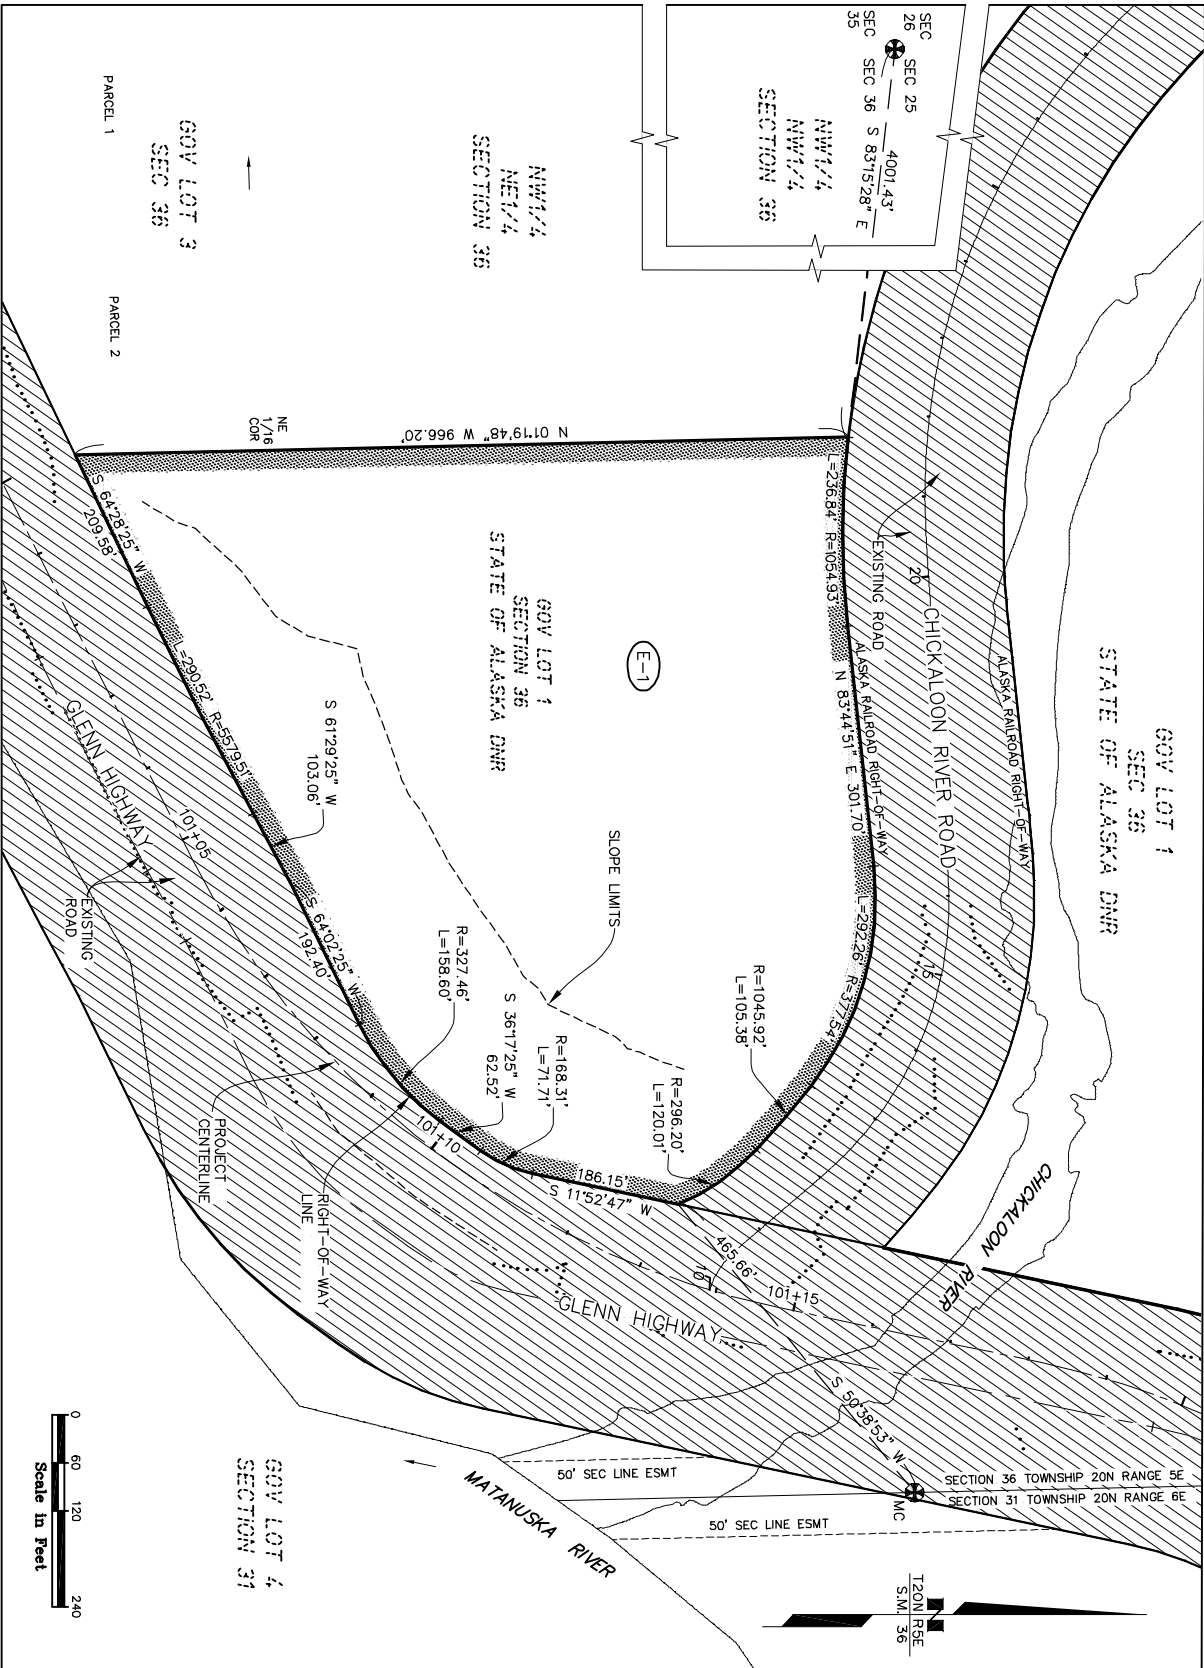 SEC 26
SEC 25
SEC 35
SEC 36
4001.43'
S 83°15'28" E
NW1/4
NW1/4
SECTION 36
NW1/4
NE1/4
SECTION 36
GOV LOT 3
SEC 36
PARCEL 1
PARCEL 2
NE
1/16
COR
N 01°19'48" W 966.20'
GOV LOT 1
SEC 36
STATE OF ALASKA DNR
ALASKA RAILROAD RIGHT-OF-WAY
CHICKALOON RIVER ROAD
20
15
10
EXISTING ROAD
ALASKA RAILROAD RIGHT-OF-WAY
L=236.84' R=1054.93'
N 83°44'51" E 301.70'
L=292.26' R=377.54'
R=1045.92'
L=105.38'
R=296.20'
L=120.01'
E-1
GOV LOT 1
SECTION 36
STATE OF ALASKA DNR
SLOPE LIMITS
S 64°28'25" W
209.58'
L=290.52' R=5579.51'
S 61°29'25" W
103.06'
S 64°02'25" W
192.40'
R=327.46'
L=158.60'
S 36°17'25" W
62.52'
R=168.31'
L=71.71'
186.15'
S 11°52'47" W
465.66'
S 50°38'53" W
101+05
101+10
101+15
GLENN HIGHWAY
GLENN HIGHWAY
EXISTING
ROAD
PROJECT
CENTERLINE
RIGHT-OF-WAY
LINE
CHICKALOON RIVER
MATANUSKA RIVER
MC
50' SEC LINE ESMT
50' SEC LINE ESMT
SECTION 36 TOWNSHIP 20N RANGE 5E
SECTION 31 TOWNSHIP 20N RANGE 6E
GOV LOT 4
SECTION 31
N
T20N R5E
S.M. 36
0 60 120 240
Scale in Feet